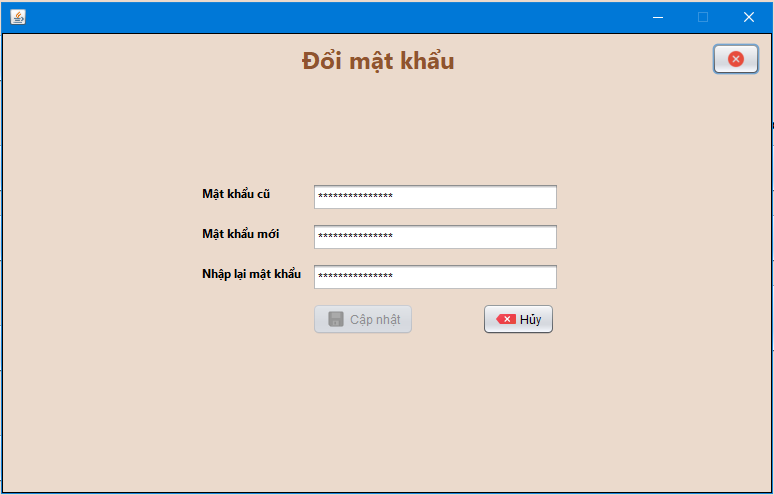 Đổi mật khẩu
Mật khẩu cũ
***************
Mật khẩu mới
***************
Nhập lại mật khẩu
***************
Cập nhật
Hủy